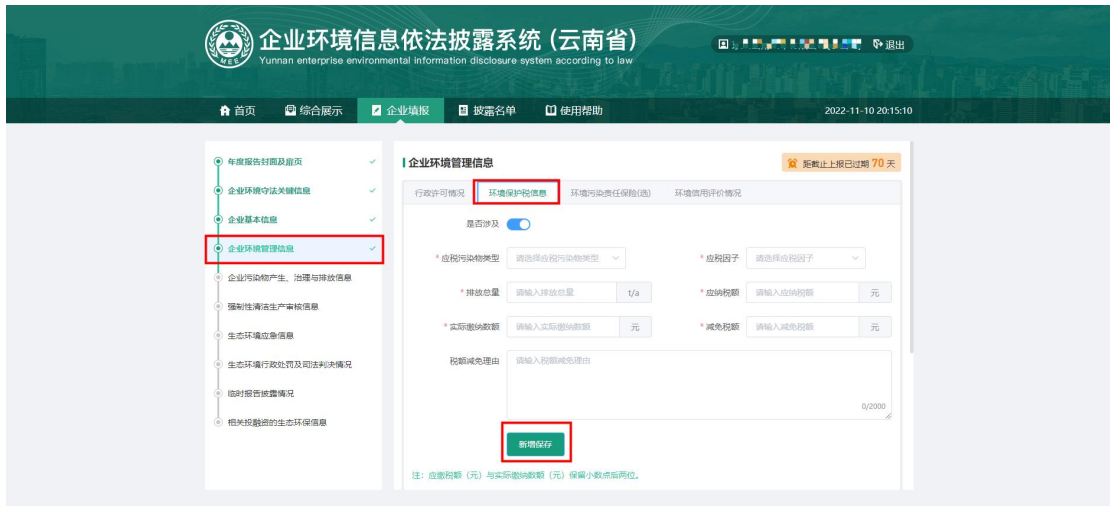 企业环境信息依法披露系统 (云南省)
Yunnan enterprise environmental information disclosure system according to law
MEE
退出
首页 综合展示 企业填报 披露名单 使用帮助 2022-11-10 20:15:10
年度报告封面及扉页
企业环境守法关键信息
企业基本信息
企业环境管理信息
企业污染物产生、治理与排放信息
强制性清洁生产审核信息
生态环境应急信息
生态环境行政处罚及司法判决情况
临时报告披露情况
相关投融资的生态环保信息
企业环境管理信息 距截止上报已过期 70 天
行政许可情况 环境保护税信息 环境污染责任保险(选) 环境信用评价情况
是否涉及
* 应税污染物类型 请选择应税污染物类型 * 应税因子 请选择应税因子
* 排放总量 请输入排放总量 t/a * 应纳税额 请输入应纳税额 元
* 实际缴纳数额 请输入实际缴纳数额 元 * 减免税额 请输入减免税额 元
税额减免理由 请输入税额减免理由
0/2000
新增保存
注：应缴税额（元）与实际缴纳数额（元）保留小数点后两位。